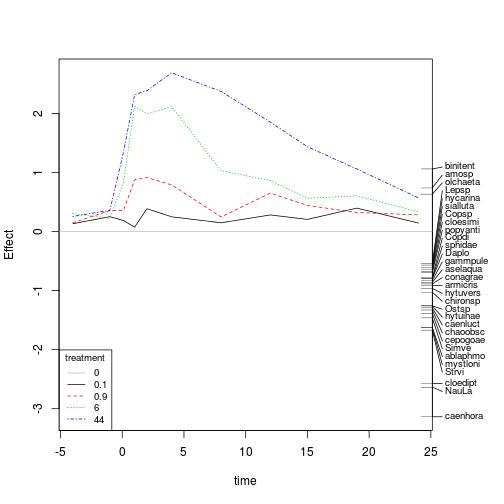 2
1
0
-1
-2
-3
Effect
-5
0
5
10
15
20
25
time
treatment
0
0.1
0.9
6
44
binitent
amosp
olchaeta
Lepsp
hycarina
sialluta
Copsp
cloesimi
popyanti
Copdi
sphidae
Daplo
gammpule
aselaqua
conagrae
armicris
hytuvers
chironsp
Ostsp
hytuihae
caenluct
chaoobsc
cepogoae
Simve
ablaphmo
mystloni
Strvi
cloedipt
NauLa
caenhora